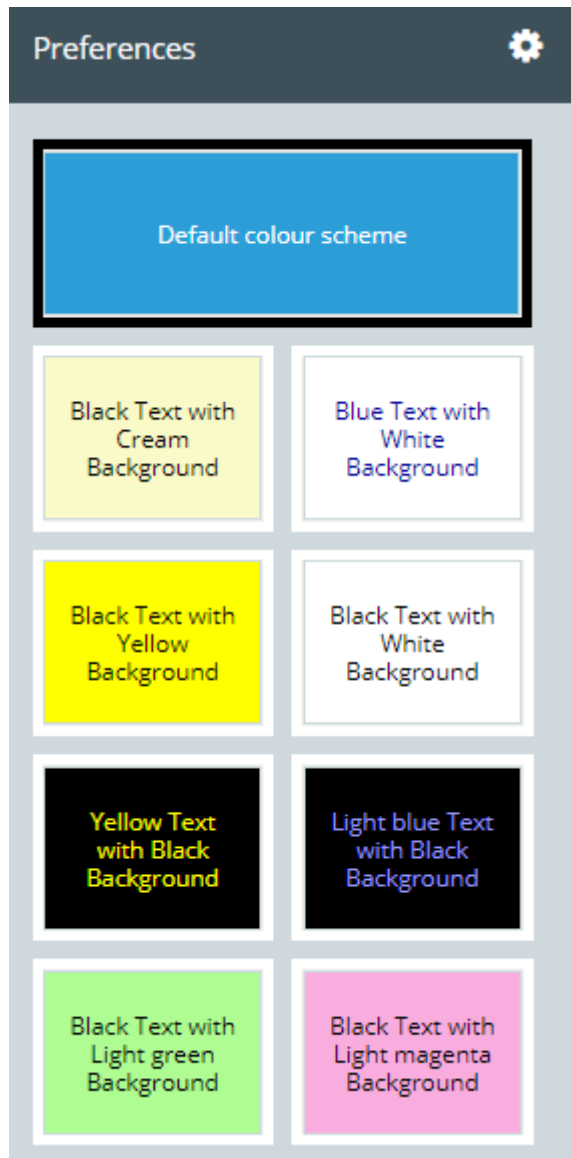 Preferences
Default colour scheme
Black Text with
Cream
Background
Blue Text with
White
Background
Black Text with
Yellow
Background
Black Text with
White
Background
Yellow Text
with Black
Background
Light blue Text
with Black
Background
Black Text with
Light green
Background
Black Text with
Light magenta
Background